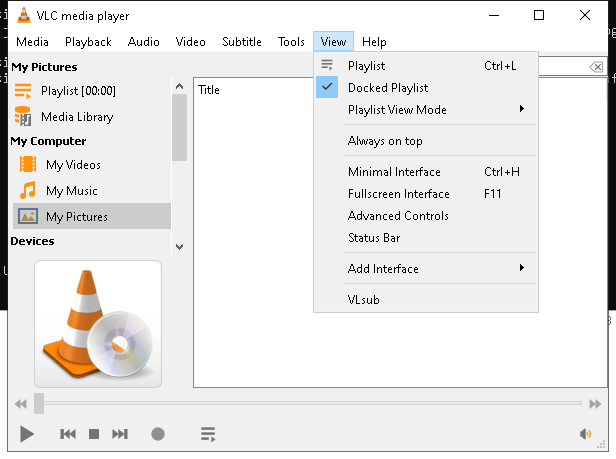 VLC media player
Media Playback Audio Video Subtitle Tools View Help
My Pictures
Playlist [00:00]
Media Library
My Computer
My Videos
My Music
My Pictures
Devices
Title
Playlist Ctrl+L
Docked Playlist
Playlist View Mode
Always on top
Minimal Interface Ctrl+H
Fullscreen Interface F11
Advanced Controls
Status Bar
Add Interface
VLsub